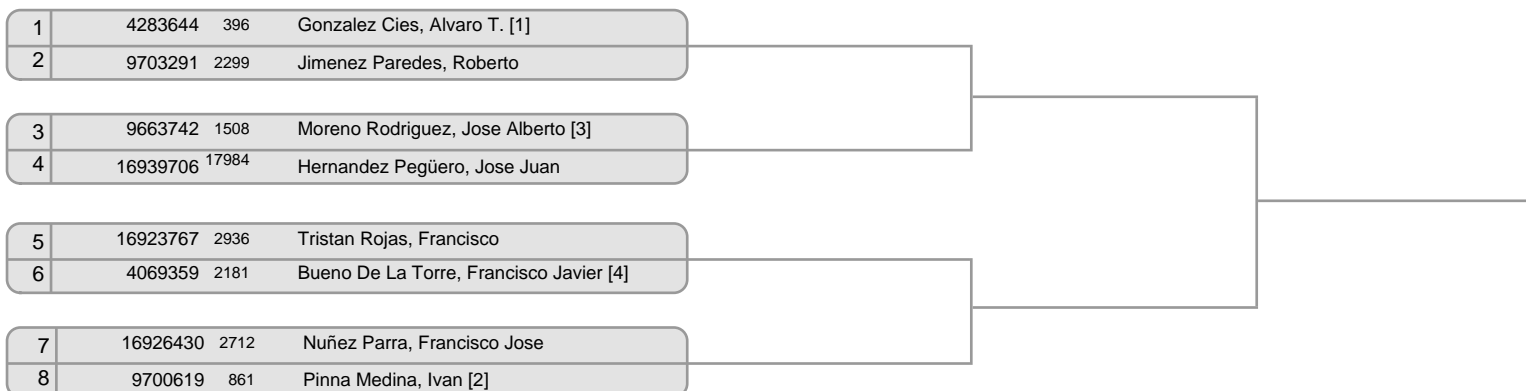 1 4283644 396 Gonzalez Cies, Alvaro T. [1]
2 9703291 2299 Jimenez Paredes, Roberto
3 9663742 1508 Moreno Rodriguez, Jose Alberto [3]
4 16939706 17984 Hernandez Pegüero, Jose Juan
5 16923767 2936 Tristan Rojas, Francisco
6 4069359 2181 Bueno De La Torre, Francisco Javier [4]
7 16926430 2712 Nuñez Parra, Francisco Jose
8 9700619 861 Pinna Medina, Ivan [2]